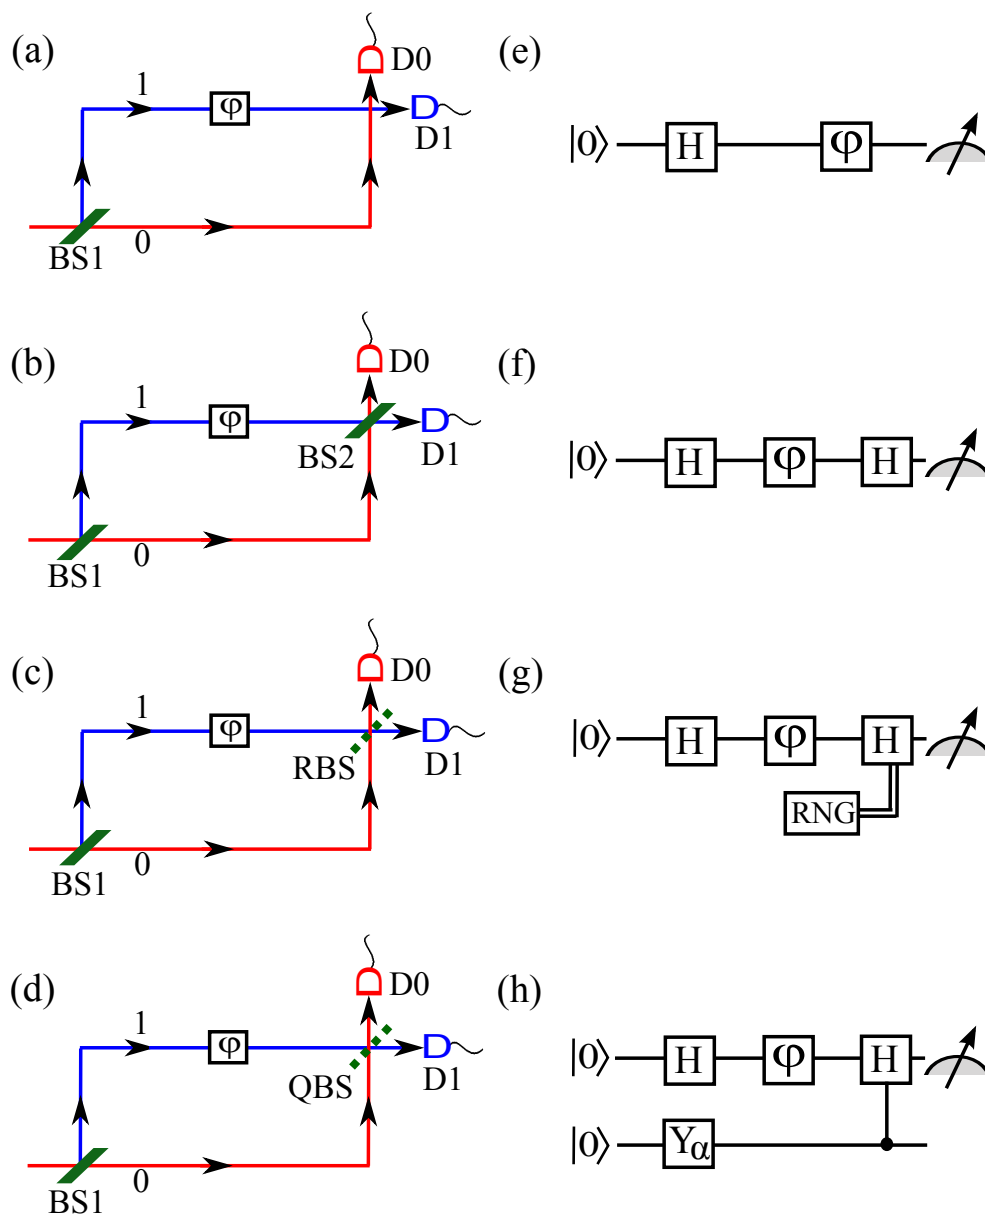 (a)
D0
1
φ
D1
BS1
0
(e)
|0⟩ H φ
(b)
D0
1
φ
BS2
D1
BS1
0
(f)
|0⟩ H φ H
(c)
D0
1
φ
RBS
D1
BS1
0
(g)
|0⟩ H φ H
RNG
(d)
D0
1
φ
QBS
D1
BS1
0
(h)
|0⟩ H φ H
|0⟩ Yα